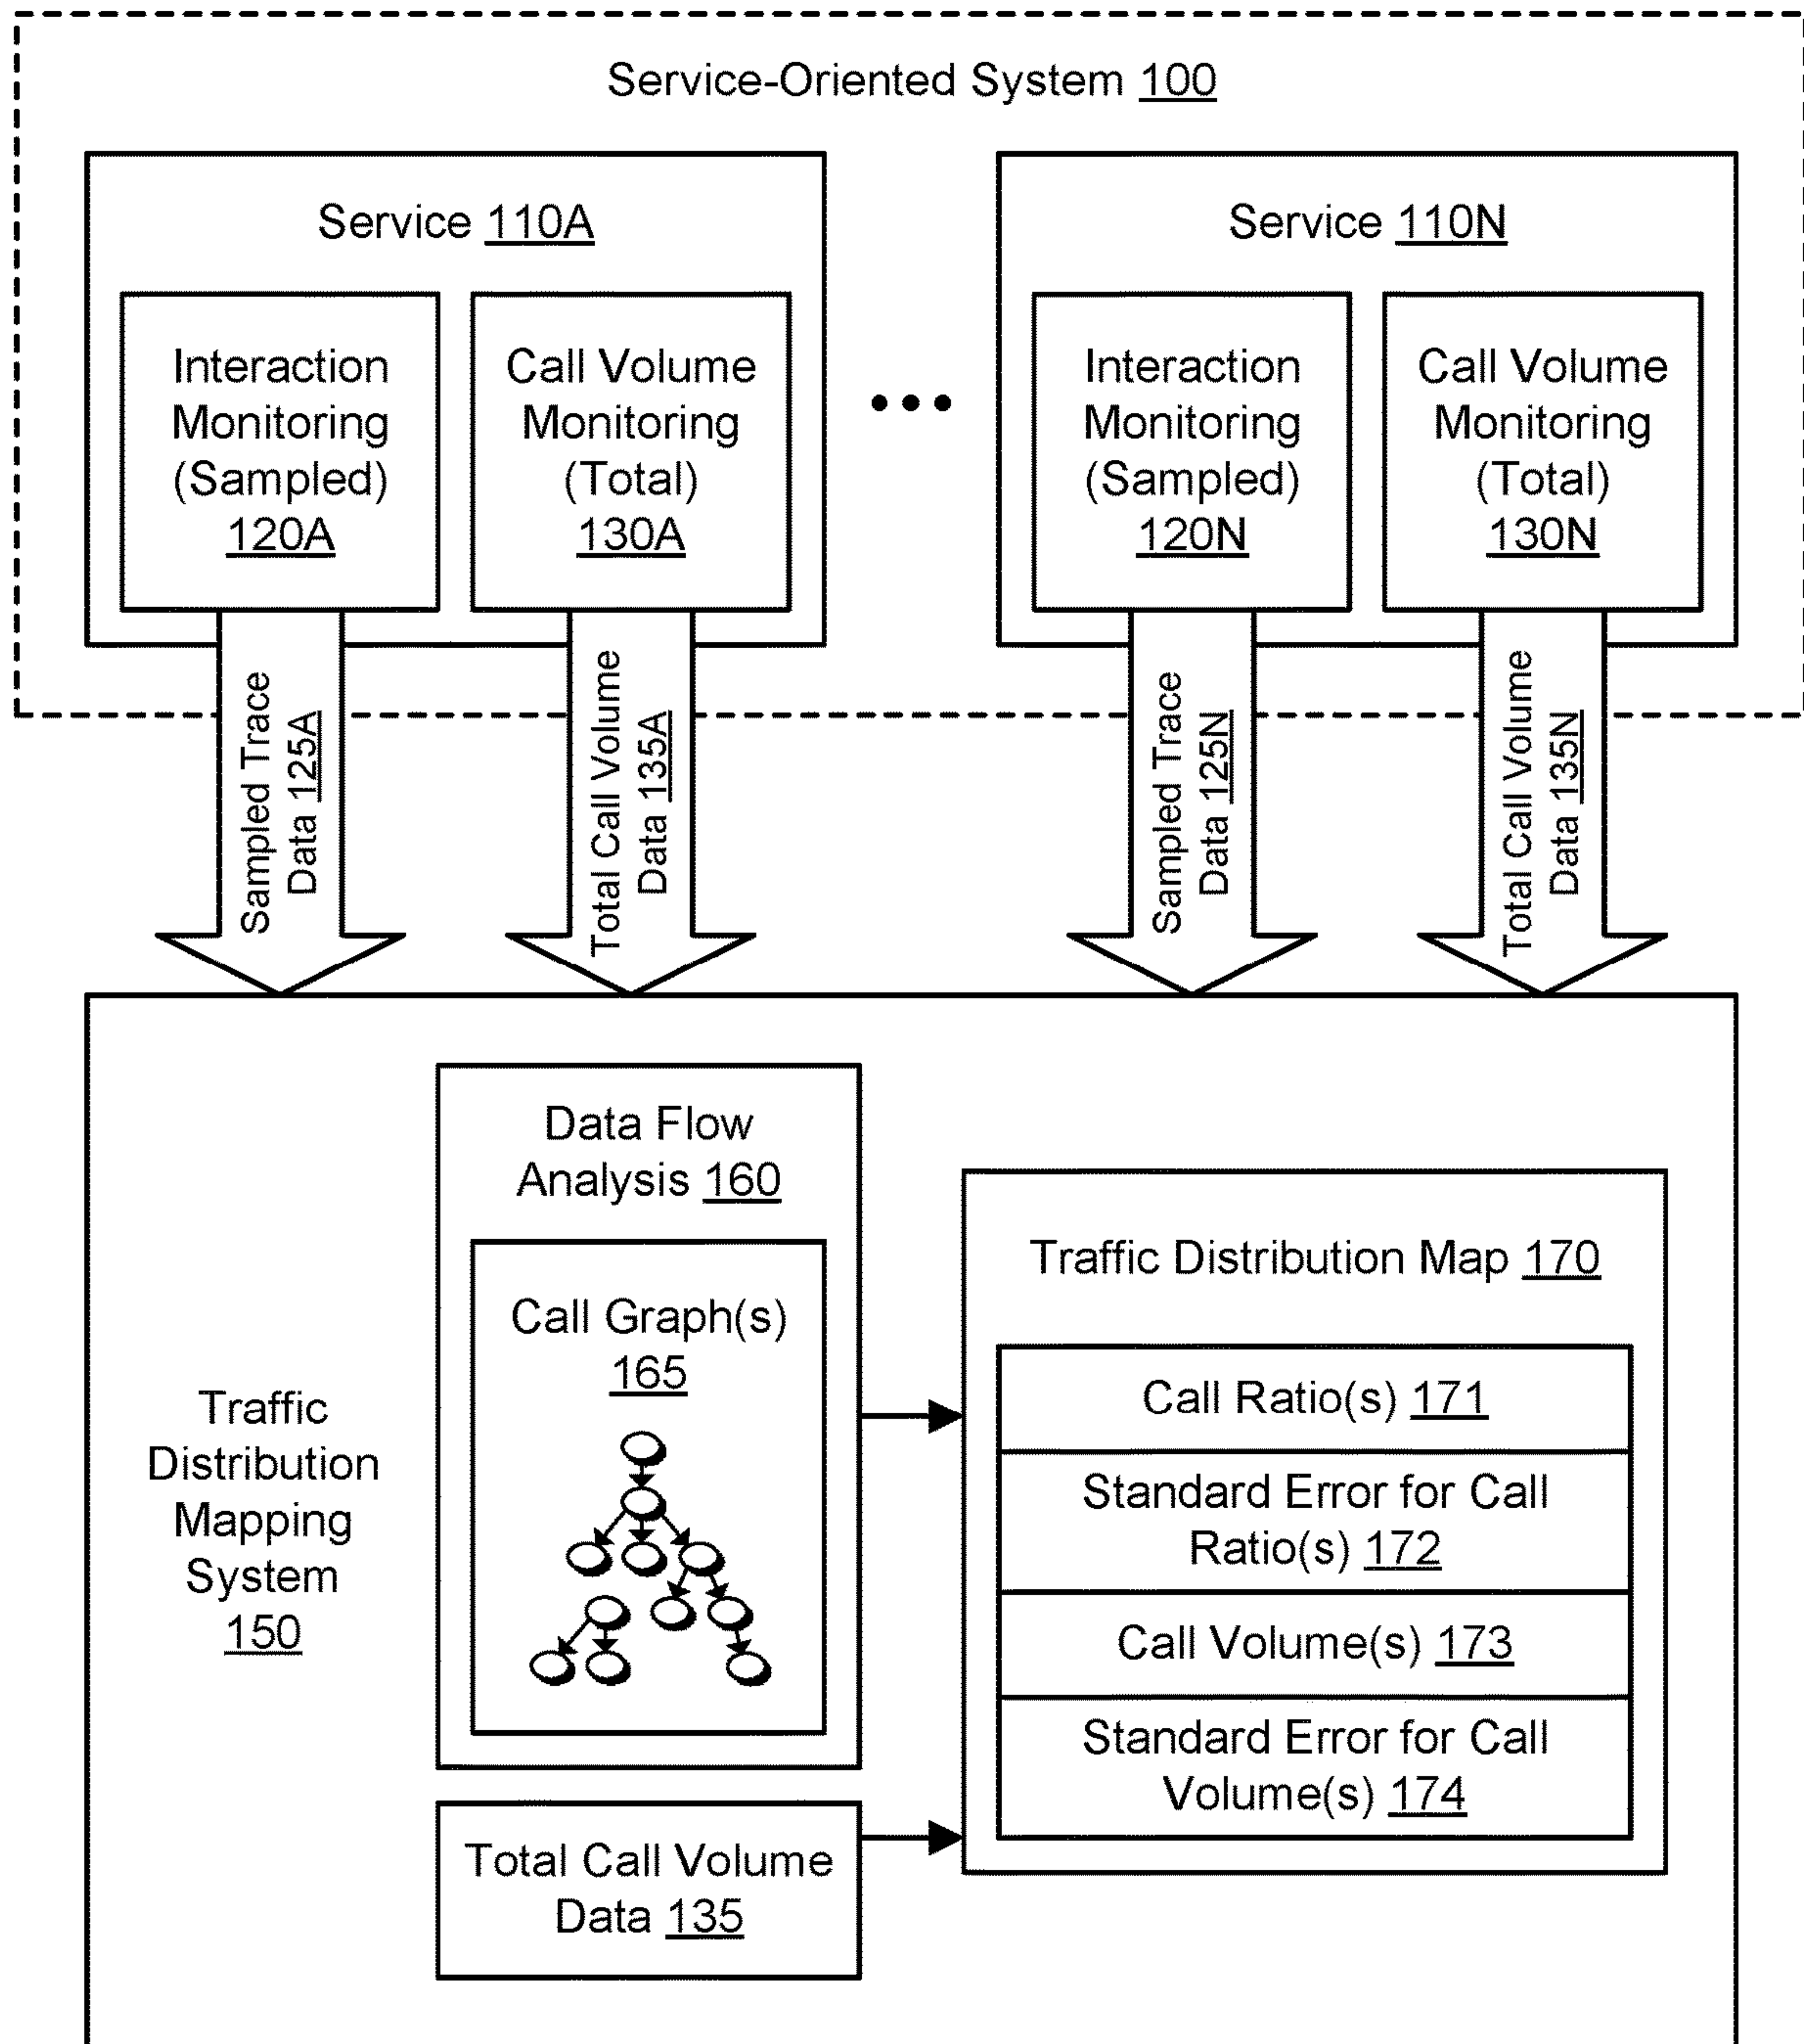 Service-Oriented System 100
Service 110A
Interaction
Monitoring
(Sampled)
120A
Call Volume
Monitoring
(Total)
130A
Service 110N
Interaction
Monitoring
(Sampled)
120N
Call Volume
Monitoring
(Total)
130N
Sampled Trace
Data 125A
Total Call Volume
Data 135A
Sampled Trace
Data 125N
Total Call Volume
Data 135N
Traffic
Distribution
Mapping
System
150
Data Flow
Analysis 160
Call Graph(s)
165
Total Call Volume
Data 135
Traffic Distribution Map 170
Call Ratio(s) 171
Standard Error for Call
Ratio(s) 172
Call Volume(s) 173
Standard Error for Call
Volume(s) 174